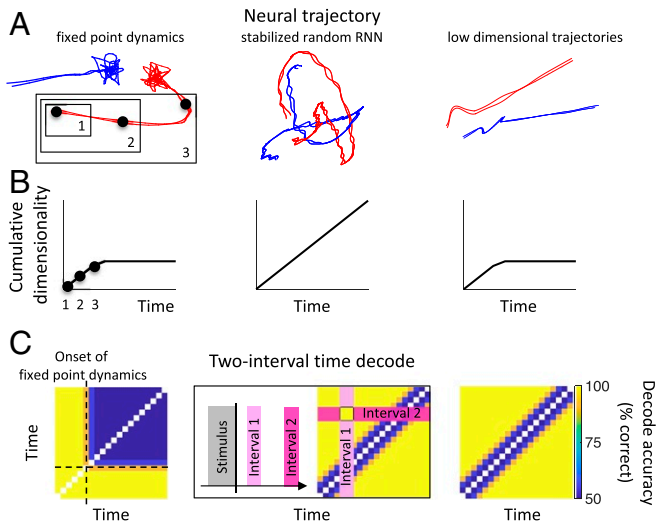 A
Neural trajectory
fixed point dynamics
stabilized random RNN
low dimensional trajectories
1
2
3
B
Cumulative
dimensionality
1 2 3
Time
Time
Time
C
Onset of
fixed point dynamics
Two-interval time decode
Time
Time
Stimulus
Interval 1
Interval 2
Interval 1
Interval 2
Time
Time
100
75
50
Decode accuracy
(% correct)